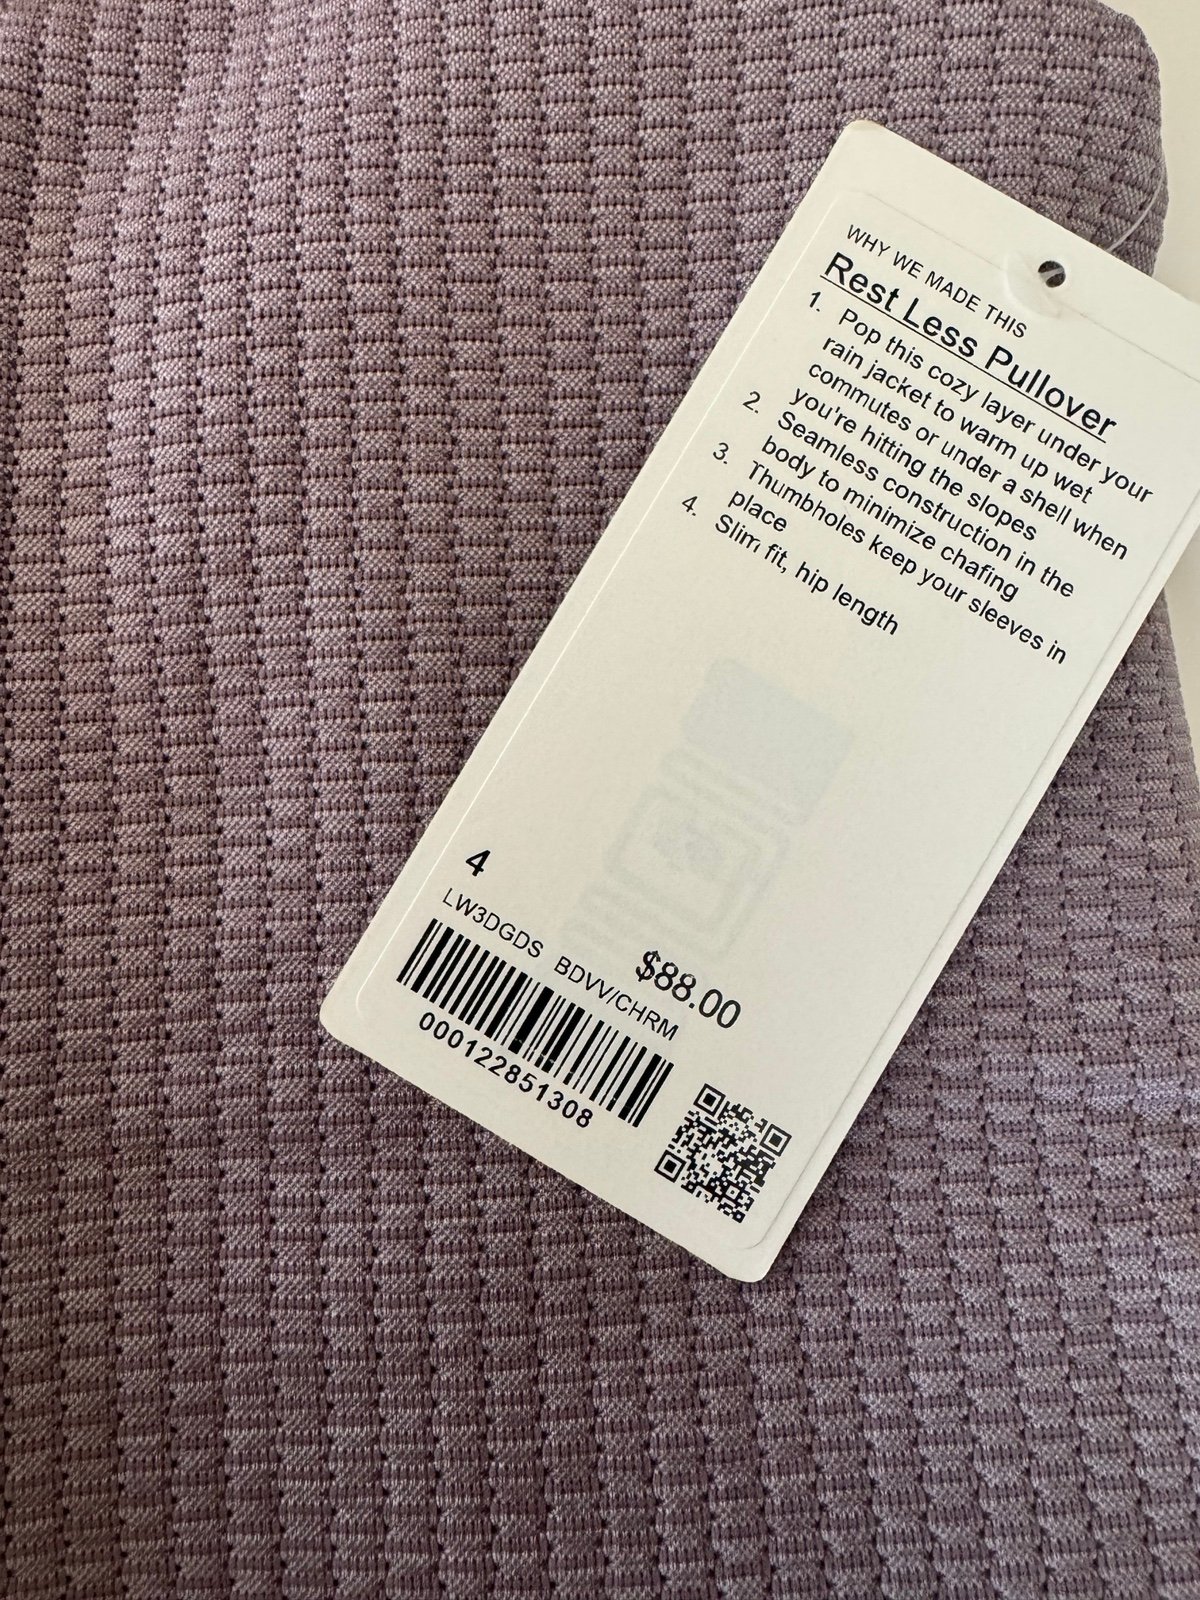 WHY WE MADE THIS
Rest Less Pullover
1. Pop this cozy layer under your
rain jacket to warm up wet
commutes or under a shell when
you're hitting the slopes
2. Seamless construction in the
body to minimize chafing
3. Thumbholes keep your sleeves in
place
4. Slim fit, hip length
4
$88.00
LW3DGDS BDVV/CHRM
000122851308